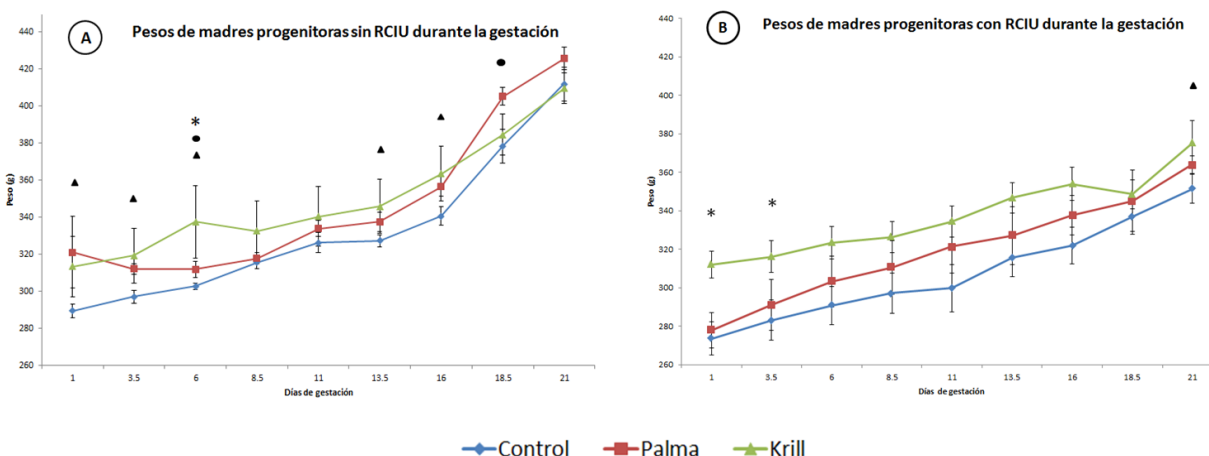 A
Pesos de madres progenitoras sin RCIU durante la gestación
440
420
400
380
360
340
320
300
280
260
Peso (g)
*
1 3.5 6 8.5 11 13.5 16 18.5 21
Días de gestación
B
Pesos de madres progenitoras con RCIU durante la gestación
440
420
400
380
360
340
320
300
280
260
Peso (g)
* *
1 3.5 6 8.5 11 13.5 16 18.5 21
Días de gestación
Control Palma Krill